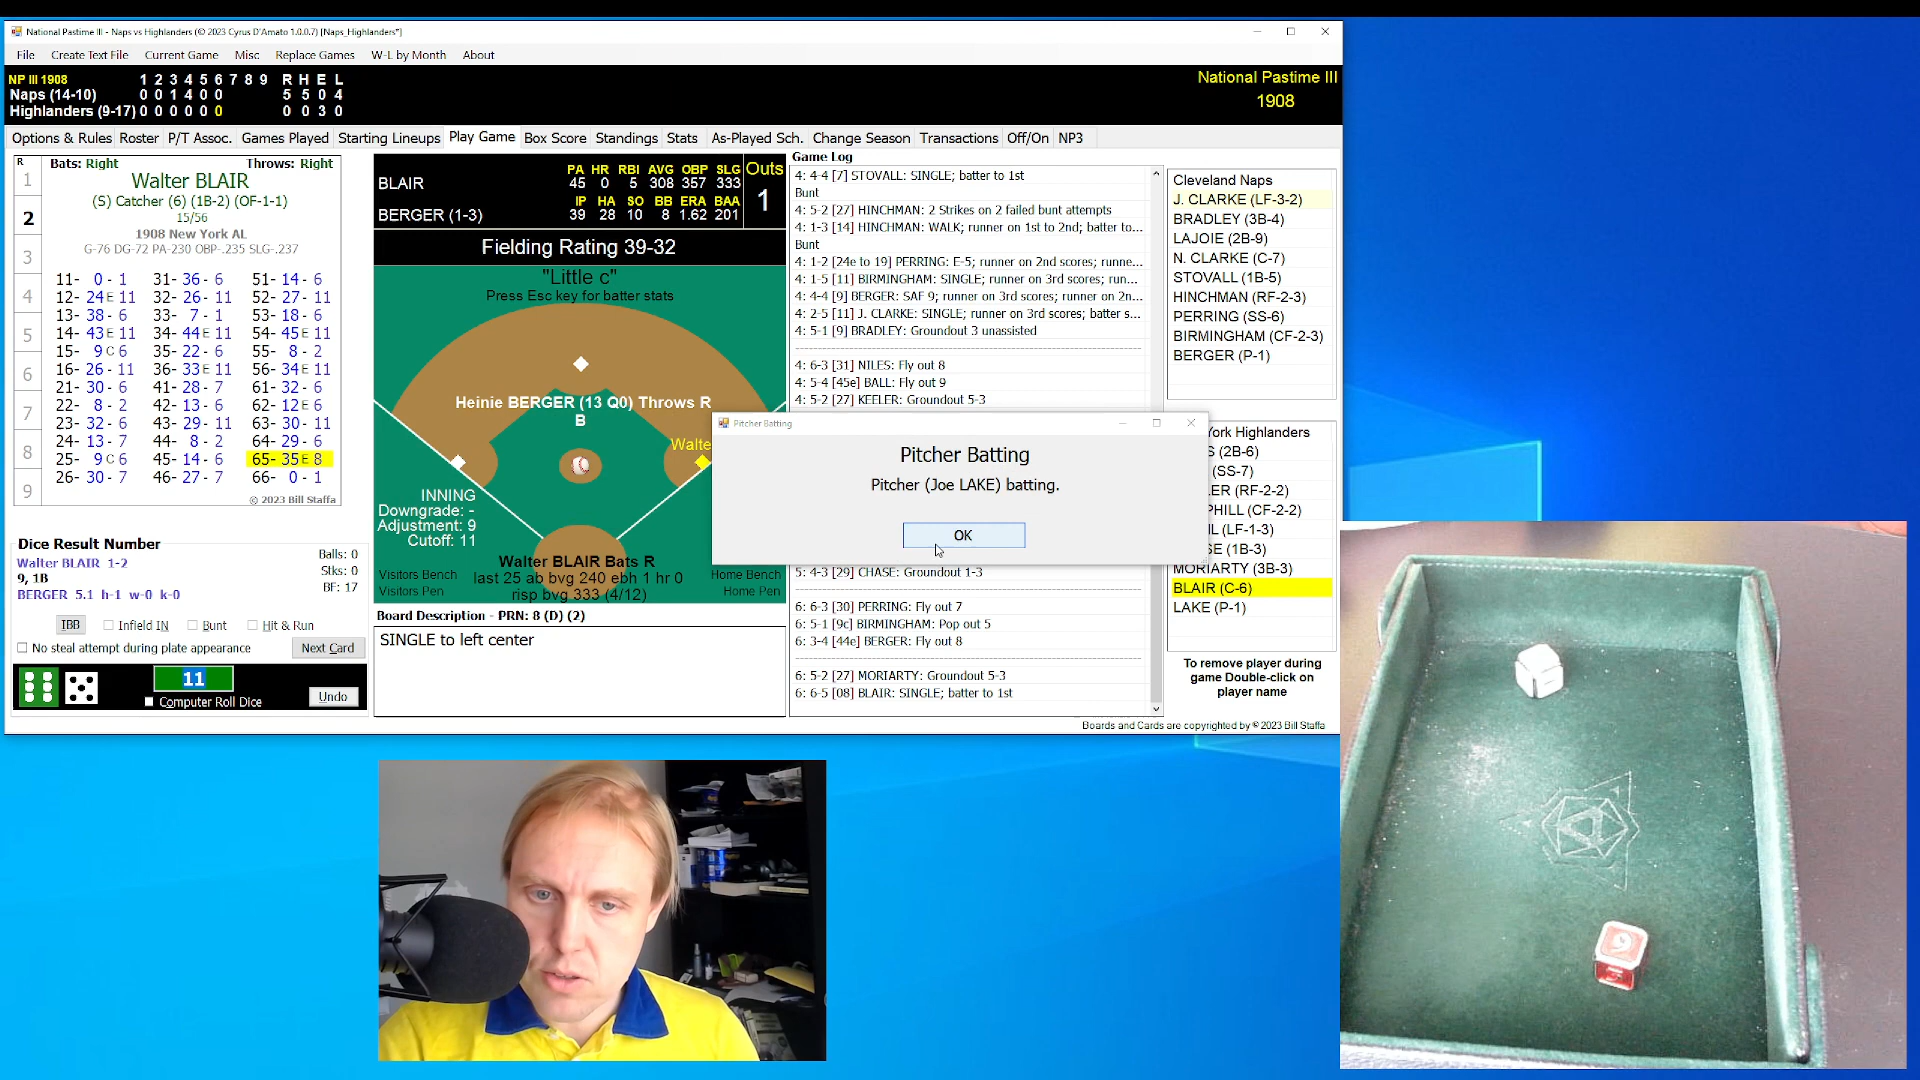 National Pastime III - Naps vs Highlanders (© 2023 Cyrus D'Amato 1.0.0.7) [Naps_Highlanders*]
File Create Text File Current Game Misc Replace Games W-L by Month About
NP III 1908 1 2 3 4 5 6 7 8 9 R H E L
Naps (14-10) 0 0 1 4 0 0 5 5 0 4
Highlanders (9-17) 0 0 0 0 0 0 0 0 3 0
National Pastime III
1908
Options & Rules Roster P/T Assoc. Games Played Starting Lineups Play Game Box Score Standings Stats As-Played Sch. Change Season Transactions Off/On NP3
R
1
2
3
4
5
6
7
8
9
Bats: Right Throws: Right
Walter BLAIR
(S) Catcher (6) (1B-2) (OF-1-1)
15/56
1908 New York AL
G-76 DG-72 PA-230 OBP-.235 SLG-.237
11- 0 - 1 31- 36 - 6 51- 14 - 6
12- 24 E 11 32- 26 - 11 52- 27 - 11
13- 38 - 6 33- 7 - 1 53- 18 - 6
14- 43 E 11 34- 44 E 11 54- 45 E 11
15- 9 C 6 35- 22 - 6 55- 8 - 2
16- 26 - 11 36- 33 E 11 56- 34 E 11
21- 30 - 6 41- 28 - 7 61- 32 - 6
22- 8 - 2 42- 13 - 6 62- 12 E 6
23- 32 - 6 43- 29 - 11 63- 30 - 11
24- 13 - 7 44- 8 - 2 64- 29 - 6
25- 9 C 6 45- 14 - 6 65- 35 E 8
26- 30 - 7 46- 27 - 7 66- 0 - 1
© 2023 Bill Staffa
Dice Result Number
Walter BLAIR 1-2
9, 1B
BERGER 5.1 h-1 w-0 k-0
Balls: 0
Stks: 0
BF: 17
IBB Infield IN Bunt Hit & Run
No steal attempt during plate appearance Next Card
11
Computer Roll Dice Undo
PA HR RBI AVG OBP SLG
BLAIR 45 0 5 308 357 333
IP HA SO BB ERA BAA
BERGER (1-3) 39 28 10 8 1.62 201
Outs
1
Fielding Rating 39-32
"Little c"
Press Esc key for batter stats
Heinie BERGER (13 Q0) Throws R
B
Walte
INNING
Downgrade: -
Adjustment: 9
Cutoff: 11
Walter BLAIR Bats R
last 25 ab bvg 240 ebh 1 hr 0
risp bvg 333 (4/12)
Visitors Bench Home Bench
Visitors Pen Home Pen
Board Description - PRN: 8 (D) (2)
SINGLE to left center
Game Log
4: 4-4 [7] STOVALL: SINGLE; batter to 1st
Bunt
4: 5-2 [27] HINCHMAN: 2 Strikes on 2 failed bunt attempts
4: 1-3 [14] HINCHMAN: WALK; runner on 1st to 2nd; batter to...
Bunt
4: 1-2 [24e to 19] PERRING: E-5; runner on 2nd scores; runne...
4: 1-5 [11] BIRMINGHAM: SINGLE; runner on 3rd scores; run...
4: 4-4 [9] BERGER: SAF 9; runner on 3rd scores; runner on 2n...
4: 2-5 [11] J. CLARKE: SINGLE; runner on 3rd scores; batter s...
4: 5-1 [9] BRADLEY: Groundout 3 unassisted
4: 6-3 [31] NILES: Fly out 8
4: 5-4 [45e] BALL: Fly out 9
4: 5-2 [27] KEELER: Groundout 5-3
Pitcher Batting
Pitcher Batting
Pitcher (Joe LAKE) batting.
OK
5: 4-3 [29] CHASE: Groundout 1-3
6: 6-3 [30] PERRING: Fly out 7
6: 5-1 [9c] BIRMINGHAM: Pop out 5
6: 3-4 [44e] BERGER: Fly out 8
6: 5-2 [27] MORIARTY: Groundout 5-3
6: 6-5 [08] BLAIR: SINGLE; batter to 1st
Cleveland Naps
J. CLARKE (LF-3-2)
BRADLEY (3B-4)
LAJOIE (2B-9)
N. CLARKE (C-7)
STOVALL (1B-5)
HINCHMAN (RF-2-3)
PERRING (SS-6)
BIRMINGHAM (CF-2-3)
BERGER (P-1)
York Highlanders
S (2B-6)
(SS-7)
ER (RF-2-2)
PHILL (CF-2-2)
L (LF-1-3)
SE (1B-3)
MORIARTY (3B-3)
BLAIR (C-6)
LAKE (P-1)
To remove player during
game Double-click on
player name
Boards and Cards are copyrighted by © 2023 Bill Staffa